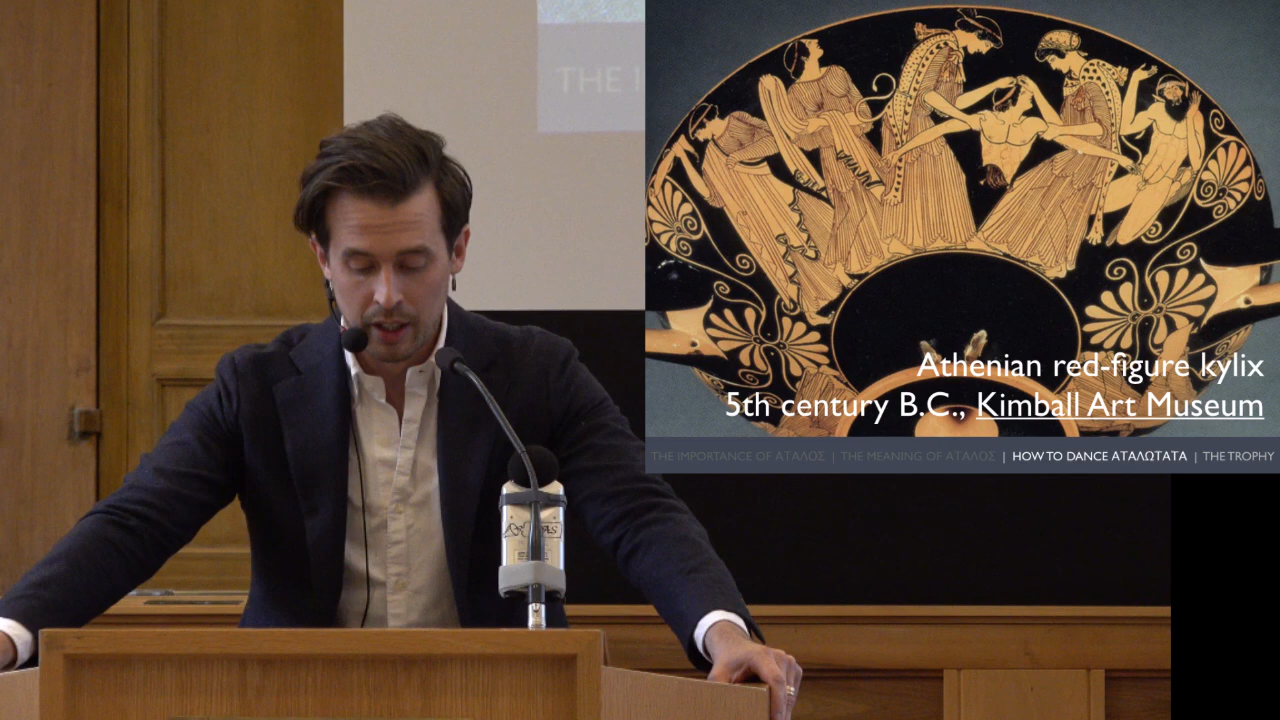 THE I
Athenian red-figure kylix
5th century B.C., Kimball Art Museum
THE IMPORTANCE OF ΑΤΑΛΟΣ | THE MEANING OF ΑΤΑΛΟΣ | HOW TO DANCE ΑΤΑΛΩΤΑΤΑ | THE TROPHY